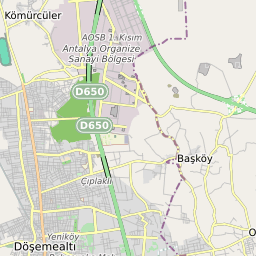 Kömürcüler
AOSB 1. Kısım
Antalya Organize
Sanayi Bölgesi
D650
D650
Başköy
Çıplaklı
Yeniköy
Döşemealtı